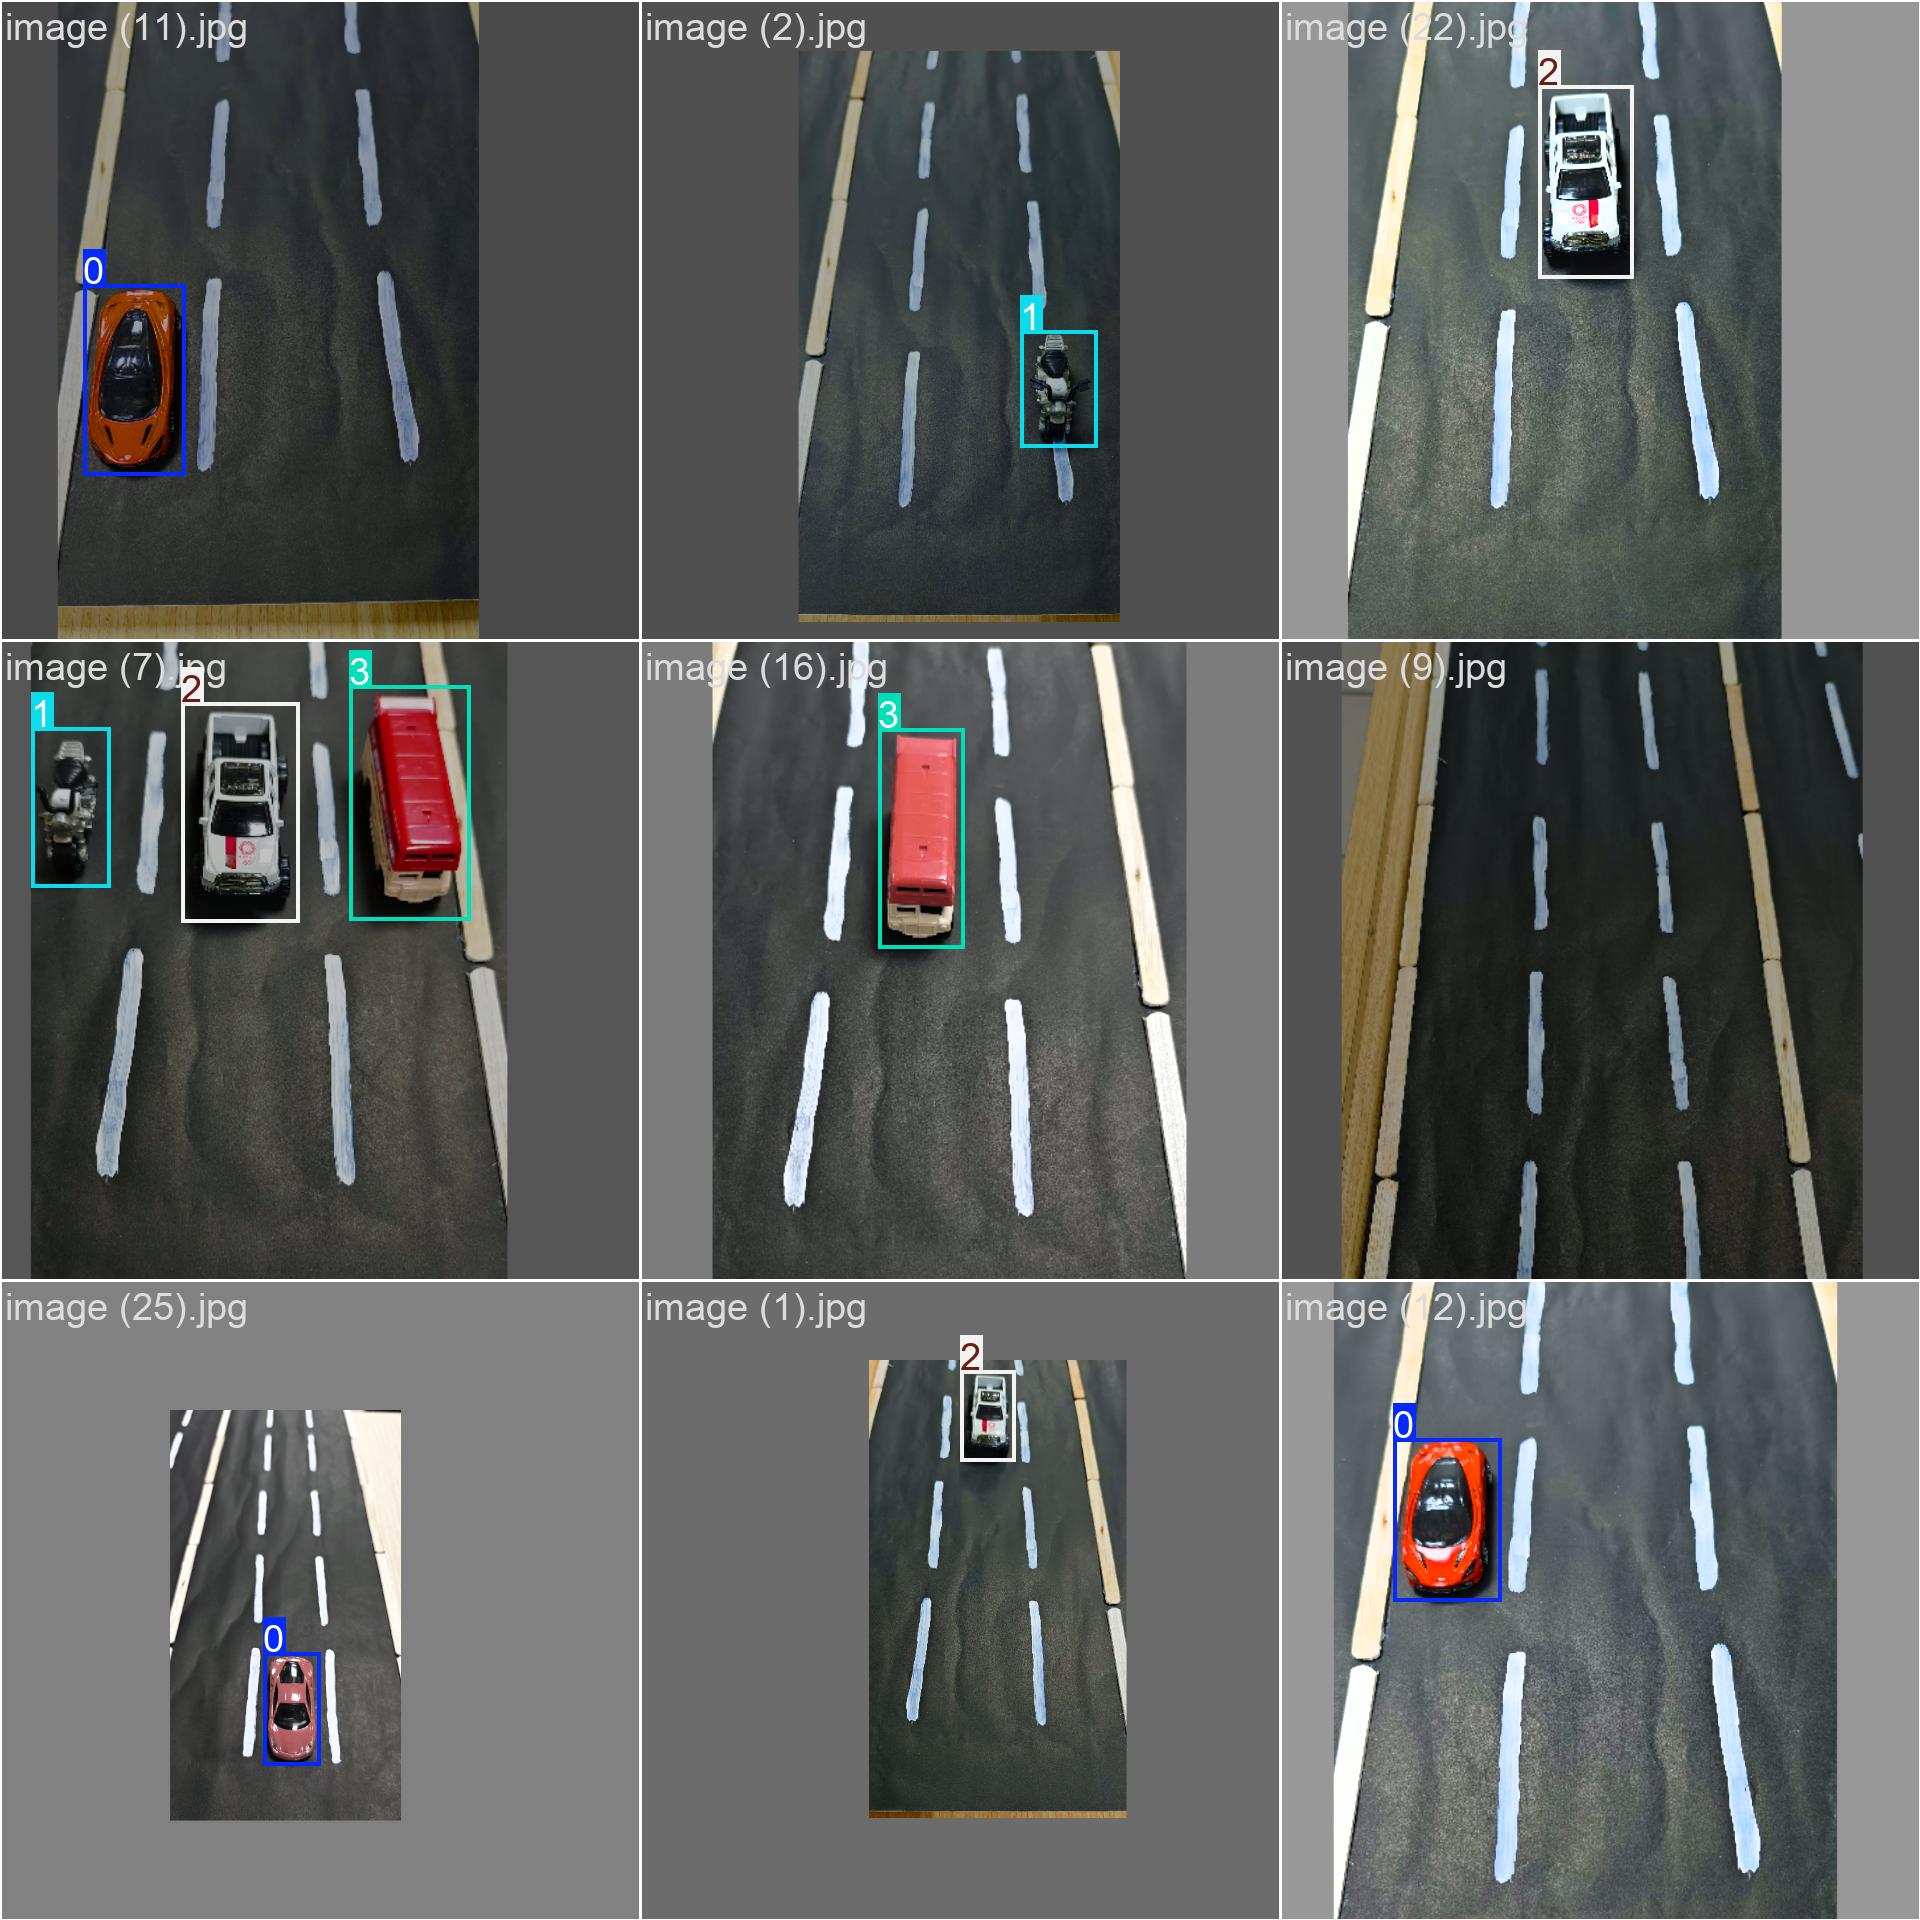 image (11).jpg
0
image (2).jpg
1
image (22).jpg
2
image (7).jpg
1
2
3
image (16).jpg
3
image (9).jpg
image (25).jpg
0
image (1).jpg
2
image (12).jpg
0